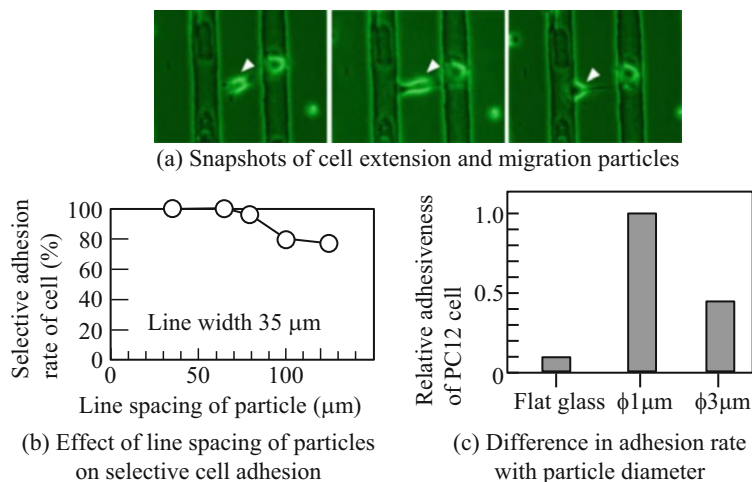 (a) Snapshots of cell extension and migration particles
Selective adhesion
rate of cell (%)
100
80
60
40
20
0
Line width 35 μm
0
100
200
Line spacing of particle (μm)
(b) Effect of line spacing of particles
on selective cell adhesion
Relative adhesiveness
of PC12 cell
1.0
0.5
0
Flat glass
ϕ1μm
ϕ3μm
(c) Difference in adhesion rate
with particle diameter